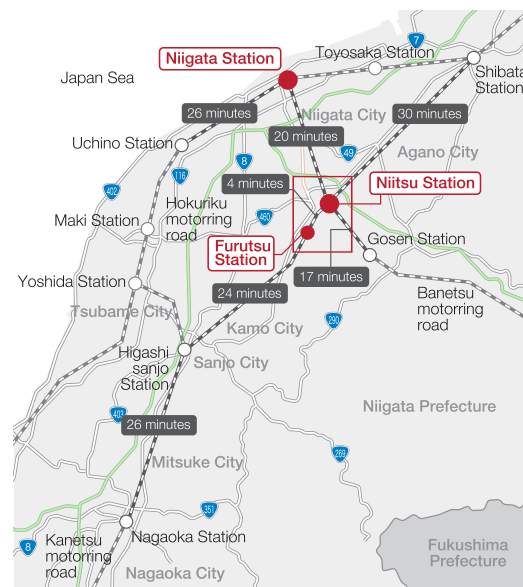 7
Niigata Station
Toyosaka Station
Japan Sea
Shibata
Station
26 minutes
Niigata City
30 minutes
20 minutes
Uchino Station
8
49
Agano City
116
4 minutes
Niitsu Station
402
Hokuriku
motorring
road
460
Maki Station
Furutsu
Station
Gosen Station
17 minutes
Yoshida Station
24 minutes
Banetsu
motorring
road
Tsubame City
290
Kamo City
Higashi
sanjo
Station
Sanjo City
Niigata Prefecture
403
26 minutes
269
Mitsuke City
351
Nagaoka Station
8
Kanetsu
motorring
road
Nagaoka City
Fukushima
Prefecture